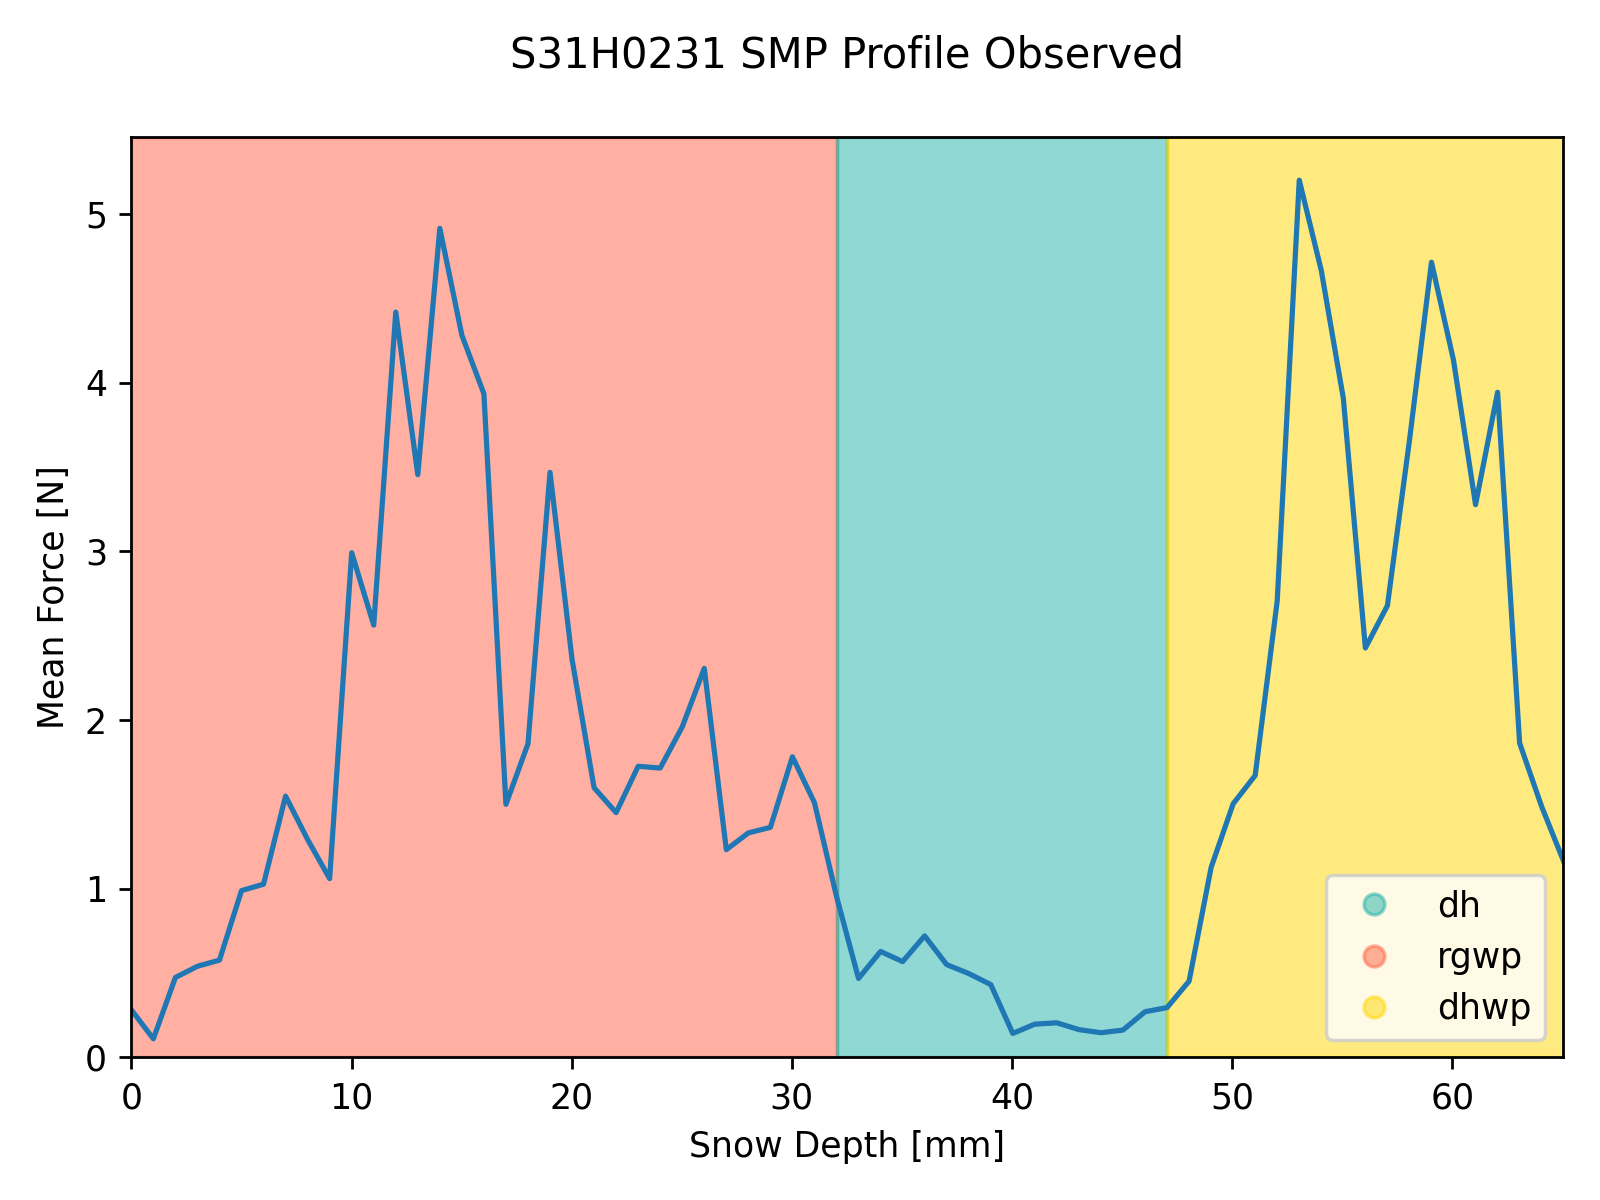 S31H0231 SMP Profile Observed
5
4
3
2
1
0
Mean Force [N]
0 10 20 30 40 50 60
Snow Depth [mm]
dh
rgwp
dhwp